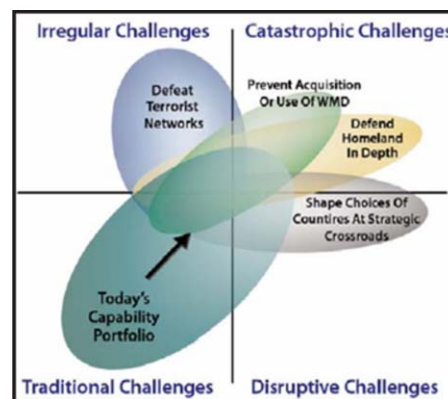 Irregular Challenges
Catastrophic Challenges
Defeat
Terrorist
Networks
Prevent Acquisition
Or Use Of WMD
Defend
Homeland
In Depth
Shape Choices Of
Countires At Strategic
Crossroads
Today's
Capability
Portfolio
Traditional Challenges
Disruptive Challenges